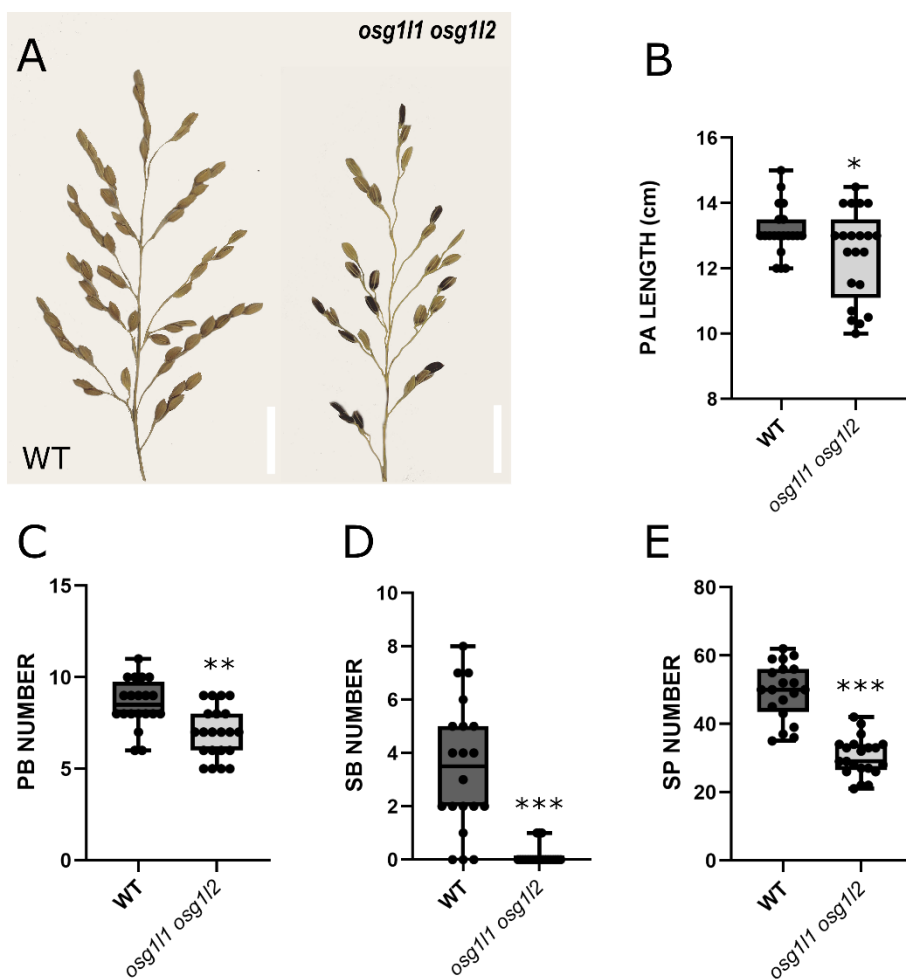 A
osg1l1 osg1l2
WT
B
PA LENGTH (cm)
16
14
12
10
8
*
WT
osg1l1 osg1l2
C
PB NUMBER
15
10
5
0
**
WT
osg1l1 osg1l2
D
SB NUMBER
10
8
6
4
2
0
***
WT
osg1l1 osg1l2
E
SP NUMBER
80
60
40
20
0
***
WT
osg1l1 osg1l2